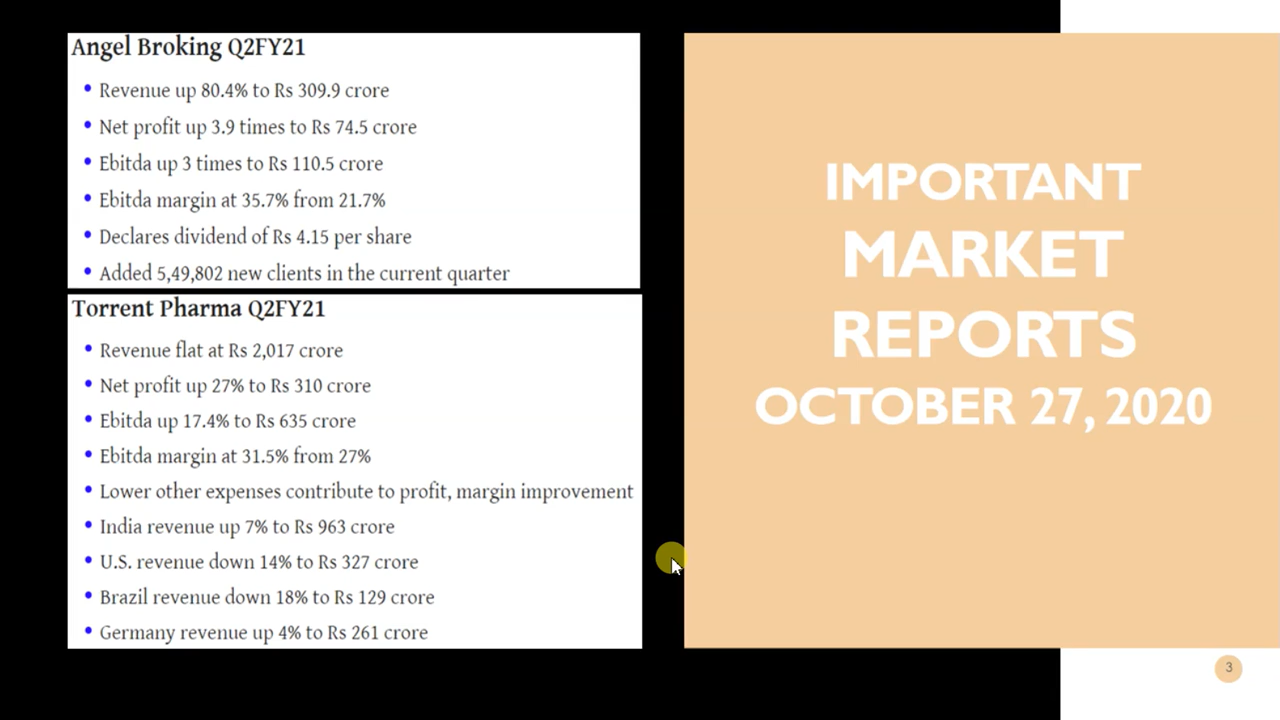 Angel Broking Q2FY21
• Revenue up 80.4% to Rs 309.9 crore
• Net profit up 3.9 times to Rs 74.5 crore
• Ebitda up 3 times to Rs 110.5 crore
• Ebitda margin at 35.7% from 21.7%
• Declares dividend of Rs 4.15 per share
• Added 5,49,802 new clients in the current quarter
Torrent Pharma Q2FY21
• Revenue flat at Rs 2,017 crore
• Net profit up 27% to Rs 310 crore
• Ebitda up 17.4% to Rs 635 crore
• Ebitda margin at 31.5% from 27%
• Lower other expenses contribute to profit, margin improvement
• India revenue up 7% to Rs 963 crore
• U.S. revenue down 14% to Rs 327 crore
• Brazil revenue down 18% to Rs 129 crore
• Germany revenue up 4% to Rs 261 crore
IMPORTANT
MARKET
REPORTS
OCTOBER 27, 2020
3